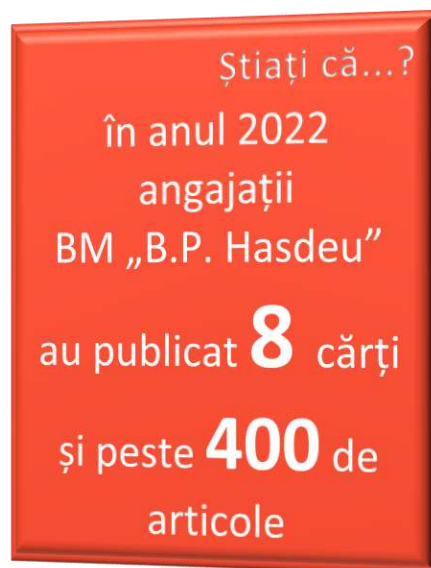 Știați că...?
în anul 2022
angajații
BM „B.P. Hasdeu”
au publicat 8 cărți
și peste 400 de
articole